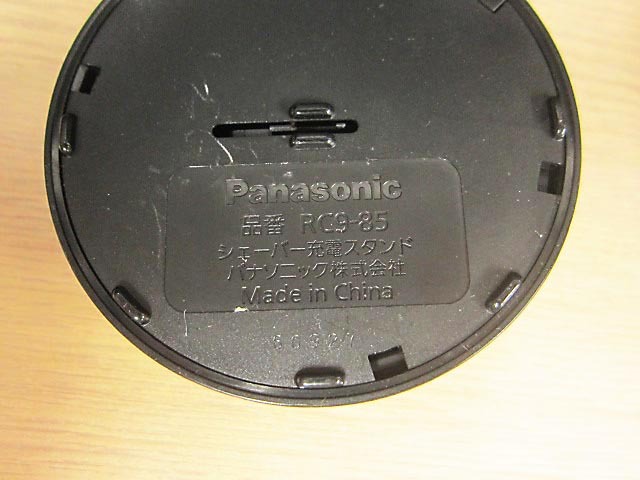 Panasonic
品番 RC9-85
シェーバー充電スタンド
パナソニック株式会社
Made in China